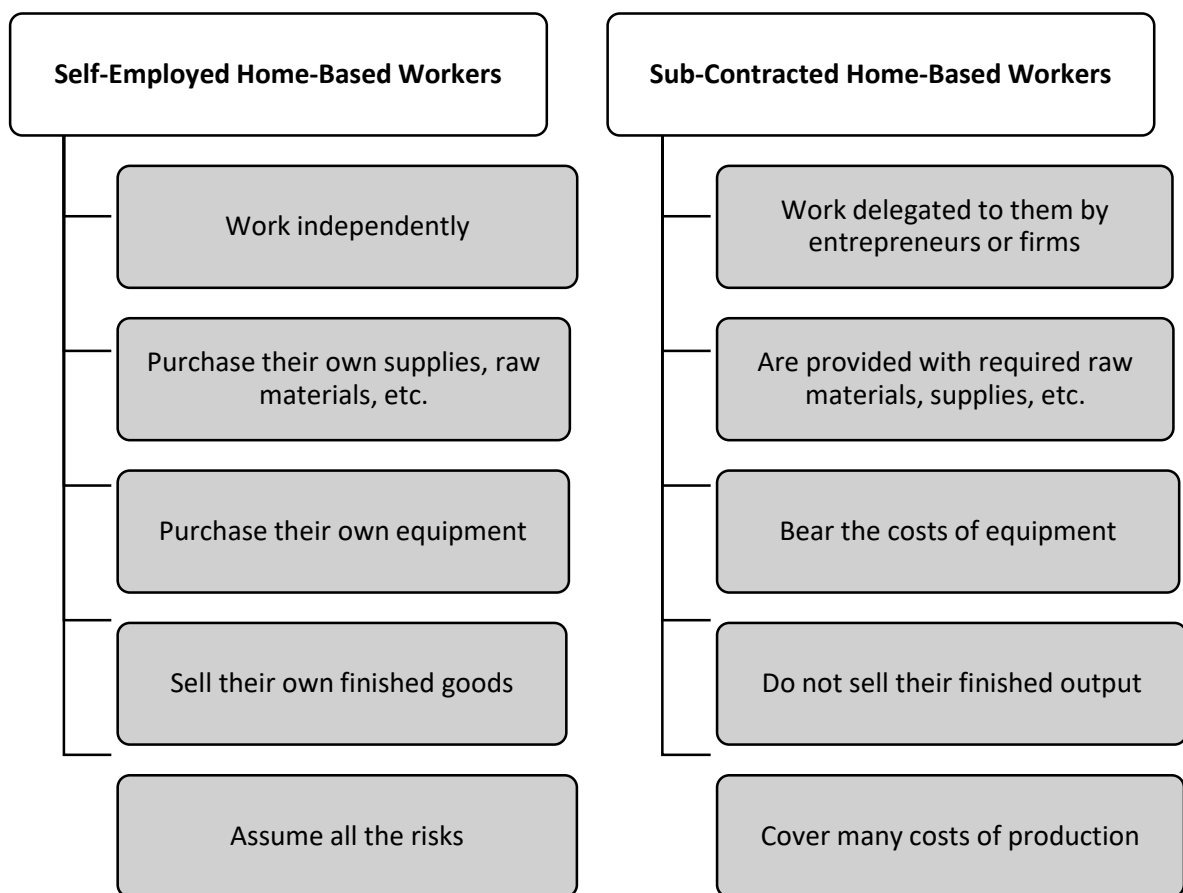 Self-Employed Home-Based Workers
Work independently
Purchase their own supplies, raw
materials, etc.
Purchase their own equipment
Sell their own finished goods
Assume all the risks
Sub-Contracted Home-Based Workers
Work delegated to them by
entrepreneurs or firms
Are provided with required raw
materials, supplies, etc.
Bear the costs of equipment
Do not sell their finished output
Cover many costs of production